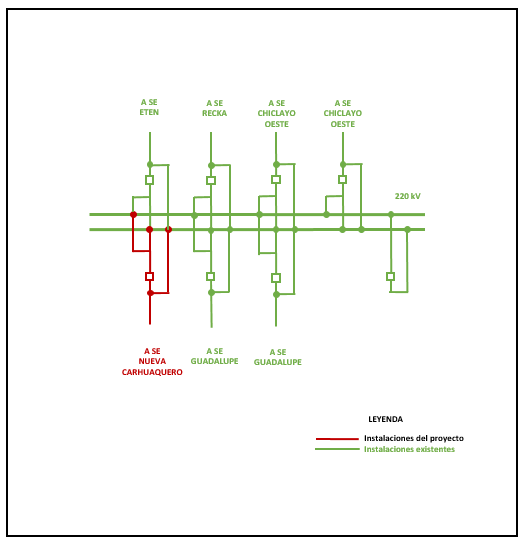 A SE
ETEN
A SE
RECKA
A SE
CHICLAYO
OESTE
A SE
CHICLAYO
OESTE
220 kV
A SE
NUEVA
CARHUAQUERO
A SE
GUADALUPE
A SE
GUADALUPE
LEYENDA
Instalaciones del proyecto
Instalaciones existentes